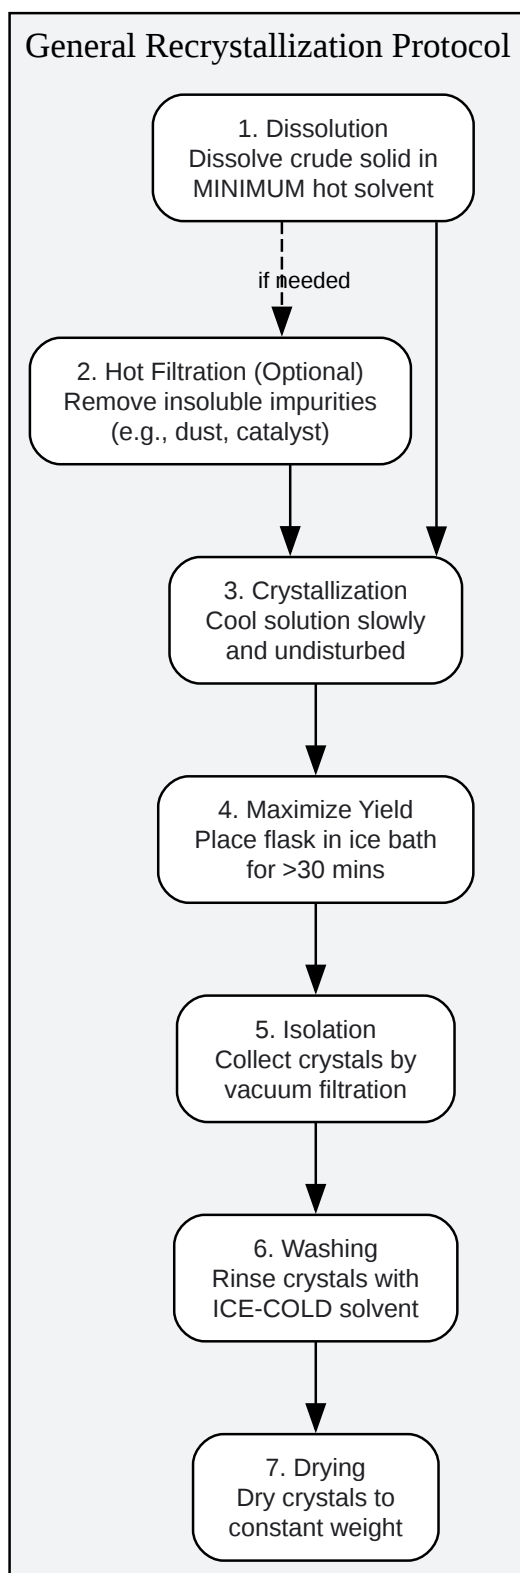 General Recrystallization Protocol
1. Dissolution
Dissolve crude solid in
MINIMUM hot solvent
if needed
2. Hot Filtration (Optional)
Remove insoluble impurities
(e.g., dust, catalyst)
3. Crystallization
Cool solution slowly
and undisturbed
4. Maximize Yield
Place flask in ice bath
for >30 mins
5. Isolation
Collect crystals by
vacuum filtration
6. Washing
Rinse crystals with
ICE-COLD solvent
7. Drying
Dry crystals to
constant weight